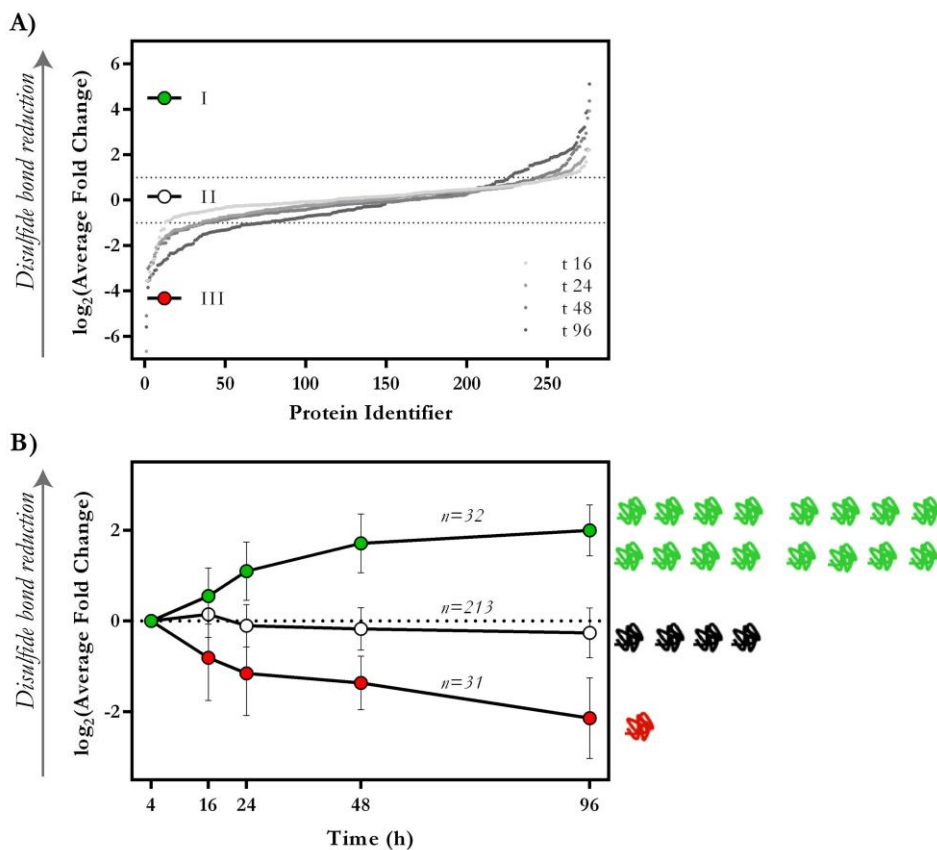 A)
Disulfide bond reduction
log2(Average Fold Change)
6
4
2
0
-2
-4
-6
I
II
III
t 16
t 24
t 48
t 96
0 50 100 150 200 250
Protein Identifier
B)
Disulfide bond reduction
log2(Average Fold Change)
2
0
-2
n=32
n=213
n=31
4 16 24 48 96
Time (h)